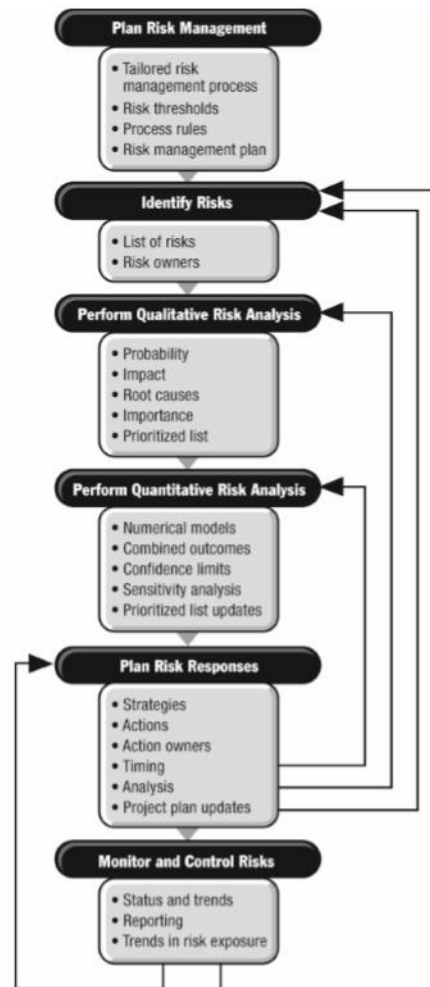 Plan Risk Management
• Tailored risk
management process
• Risk thresholds
• Process rules
• Risk management plan
Identify Risks
• List of risks
• Risk owners
Perform Qualitative Risk Analysis
• Probability
• Impact
• Root causes
• Importance
• Prioritized list
Perform Quantitative Risk Analysis
• Numerical models
• Combined outcomes
• Confidence limits
• Sensitivity analysis
• Prioritized list updates
Plan Risk Responses
• Strategies
• Actions
• Action owners
• Timing
• Analysis
• Project plan updates
Monitor and Control Risks
• Status and trends
• Reporting
• Trends in risk exposure